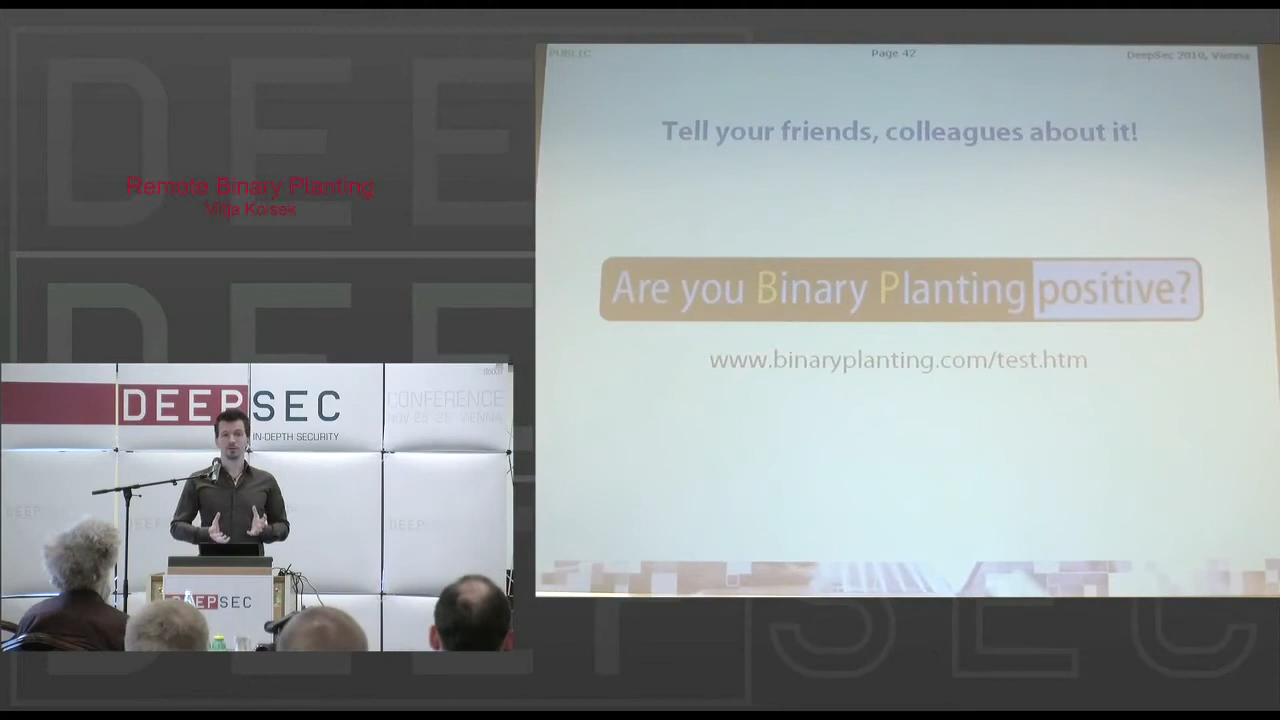 Remote Binary Planting
Mitja Kolsek
PUBLIC
Page 42
DeepSec 2010, Vienna
Tell your friends, colleagues about it!
Are you Binary Planting positive?
www.binaryplanting.com/test.htm
DEEPSEC
IN-DEPTH SECURITY
CONFERENCE
DEEPSEC